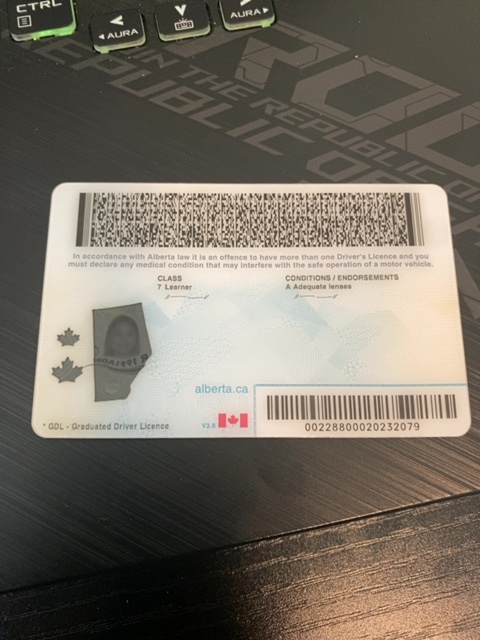 CTRL
AURA
AURA
IN THE REPUBLIC OF
REPUBLIC OF
In accordance with Alberta law it is an offence to have more than one Driver's Licence and you
must declare any medical condition that may interfere with the safe operation of a motor vehicle.
CLASS
7 Learner
CONDITIONS / ENDORSEMENTS
A Adequate lenses
alberta.ca
* GDL - Graduated Driver Licence
V3.0
00228800020232079